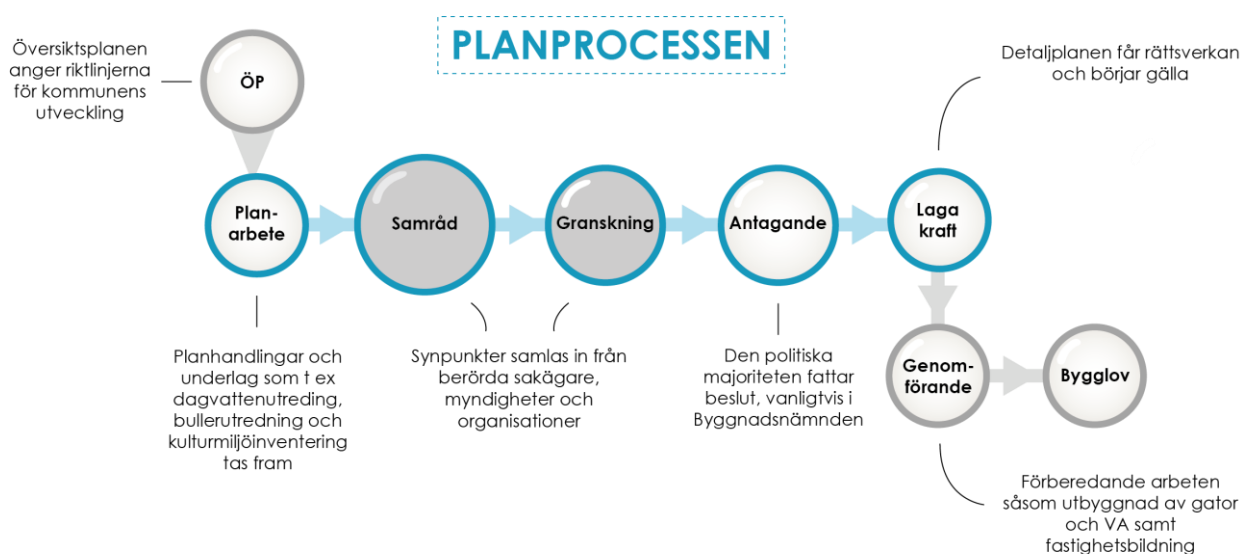 PLANPROCESSEN
Översiktsplanen
anger riktlinjerna
för kommunens
utveckling
ÖP
Detaljplanen får rättsverkan
och börjar gälla
Plan-
arbete
Samråd
Granskning
Antagande
Laga
kraft
Planhandlingar och
underlag som t ex
dagvattenutreding,
bullerutredning och
kulturmiljöinventering
tas fram
Synpunkter samlas in från
berörda sakägare,
myndigheter och
organisationer
Den politiska
majoriteten fattar
beslut, vanligtvis i
Byggnadsnämnden
Genom-
förande
Bygglov
Förberedande arbeten
såsom utbyggnad av gator
och VA samt
fastighetsbildning